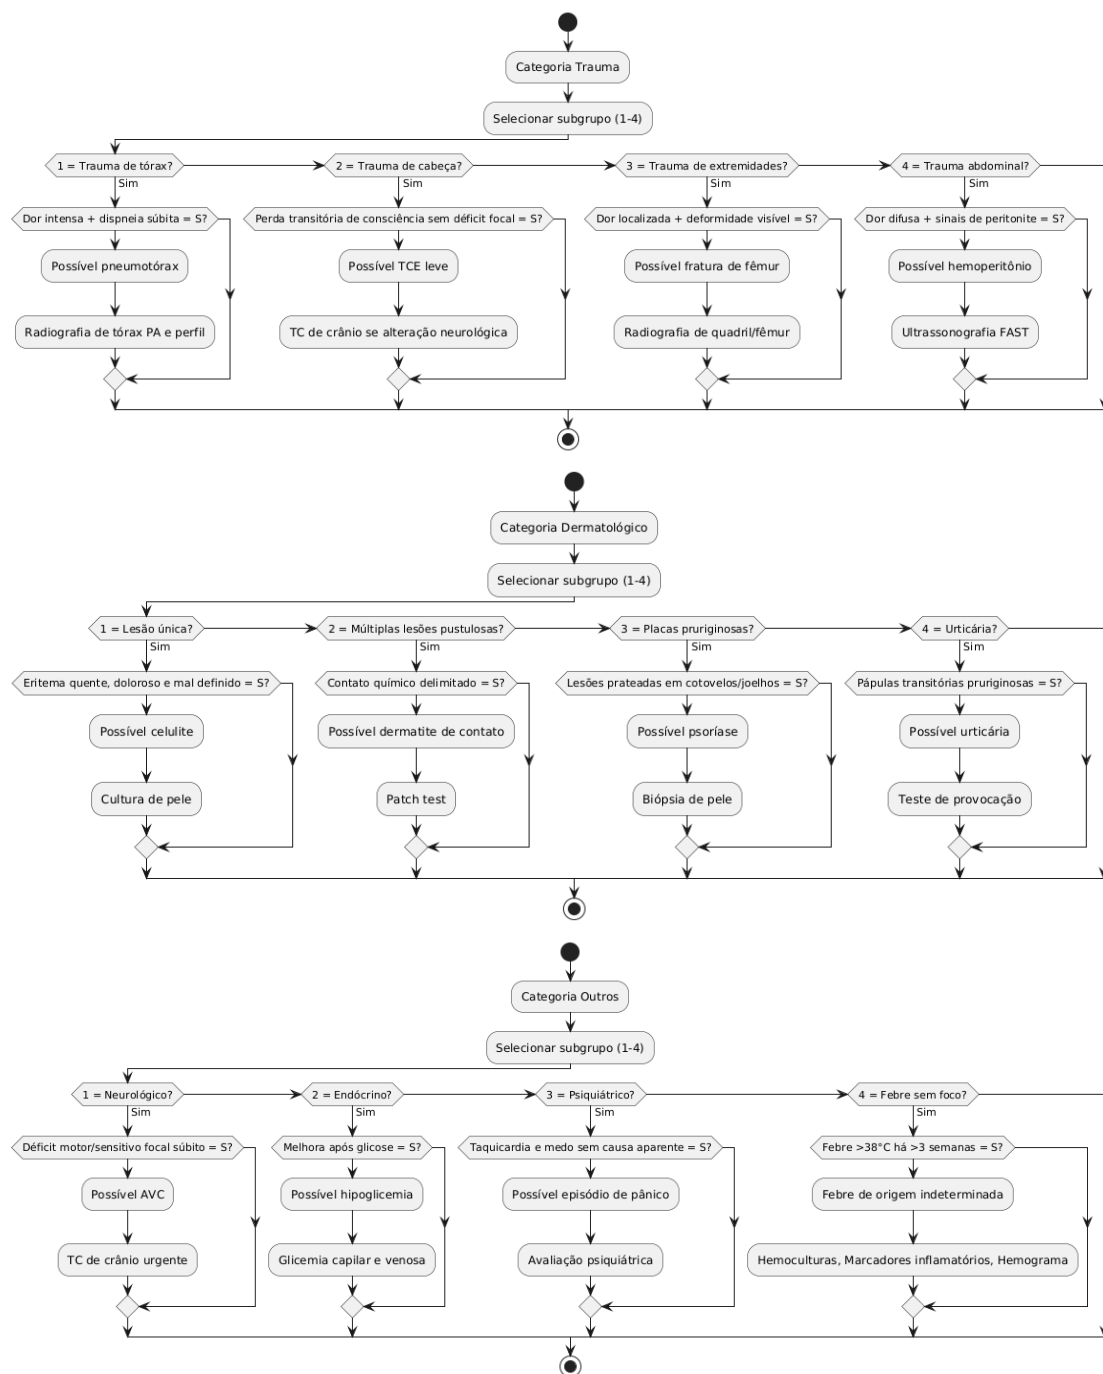 Categoria Trauma
Selecionar subgrupo (1-4)
1 = Trauma de tórax?
2 = Trauma de cabeça?
3 = Trauma de extremidades?
4 = Trauma abdominal?
Sim
Sim
Sim
Sim
Dor intensa + dispneia súbita = S?
Perda transitória de consciência sem déficit focal = S?
Dor localizada + deformidade visível = S?
Dor difusa + sinais de peritonite = S?
Possível pneumotórax
Possível TCE leve
Possível fratura de fêmur
Possível hemoperitônio
Radiografia de tórax PA e perfil
TC de crânio se alteração neurológica
Radiografia de quadril/fêmur
Ultrassonografia FAST
Categoria Dermatológico
Selecionar subgrupo (1-4)
1 = Lesão única?
2 = Múltiplas lesões pustulosas?
3 = Placas pruriginosas?
4 = Urticária?
Sim
Sim
Sim
Sim
Eritema quente, doloroso e mal definido = S?
Contato químico delimitado = S?
Lesões prateadas em cotovelos/joelhos = S?
Pápulas transitórias pruriginosas = S?
Possível celulite
Possível dermatite de contato
Possível psoríase
Possível urticária
Cultura de pele
Patch test
Biópsia de pele
Teste de provocação
Categoria Outros
Selecionar subgrupo (1-4)
1 = Neurológico?
2 = Endócrino?
3 = Psiquiátrico?
4 = Febre sem foco?
Sim
Sim
Sim
Sim
Déficit motor/sensitivo focal súbito = S?
Melhora após glicose = S?
Taquicardia e medo sem causa aparente = S?
Febre >38°C há >3 semanas = S?
Possível AVC
Possível hipoglicemia
Possível episódio de pânico
Febre de origem indeterminada
TC de crânio urgente
Glicemia capilar e venosa
Avaliação psiquiátrica
Hemoculturas, Marcadores inflamatórios, Hemograma